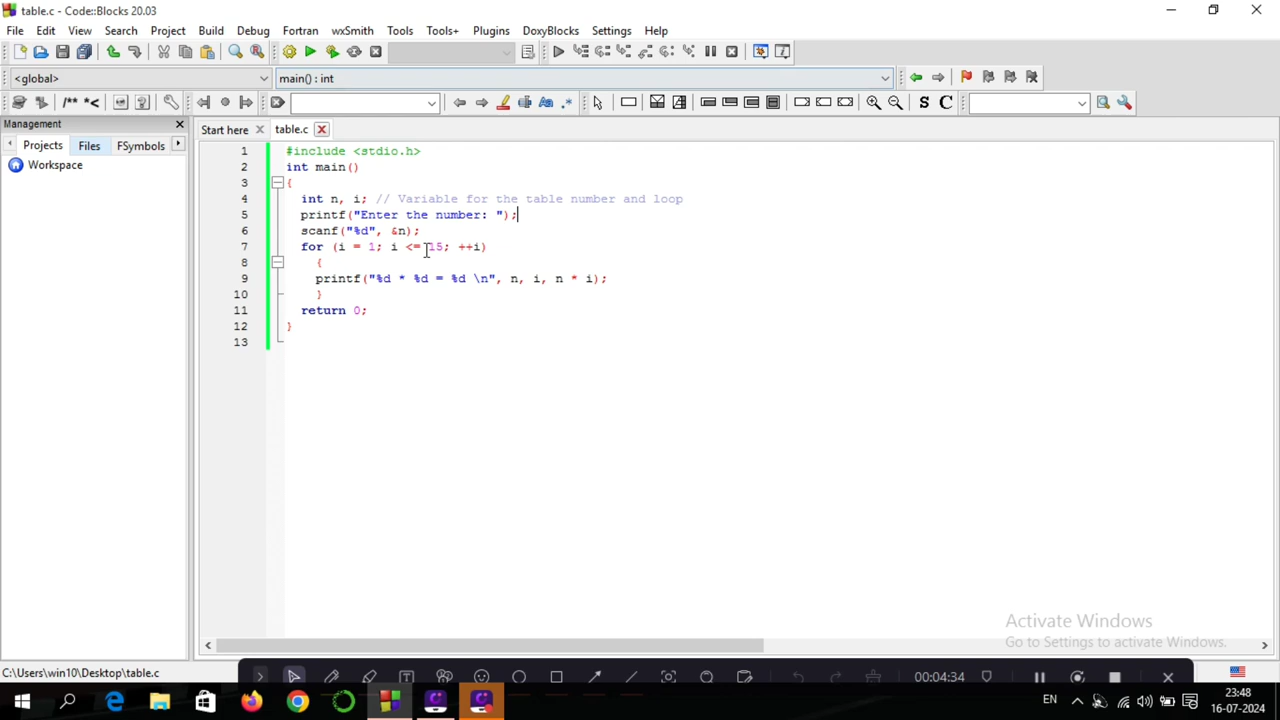 table.c - Code::Blocks 20.03
File Edit View Search Project Build Debug Fortran wxSmith Tools Tools+ Plugins DoxyBlocks Settings Help
<global> main() : int
/** *< S C
Management
Projects Files FSymbols
Workspace
Start here table.c
1 #include <stdio.h>
2 int main()
3 {
4 int n, i; // Variable for the table number and loop
5 printf("Enter the number: ");
6 scanf("%d", &n);
7 for (i = 1; i <= 15; ++i)
8 {
9 printf("%d * %d = %d \n", n, i, n * i);
10 }
11 return 0;
12 }
13
Activate Windows
Go to Settings to activate Windows.
C:\Users\win10\Desktop\table.c
00:04:34
EN
23:48
16-07-2024